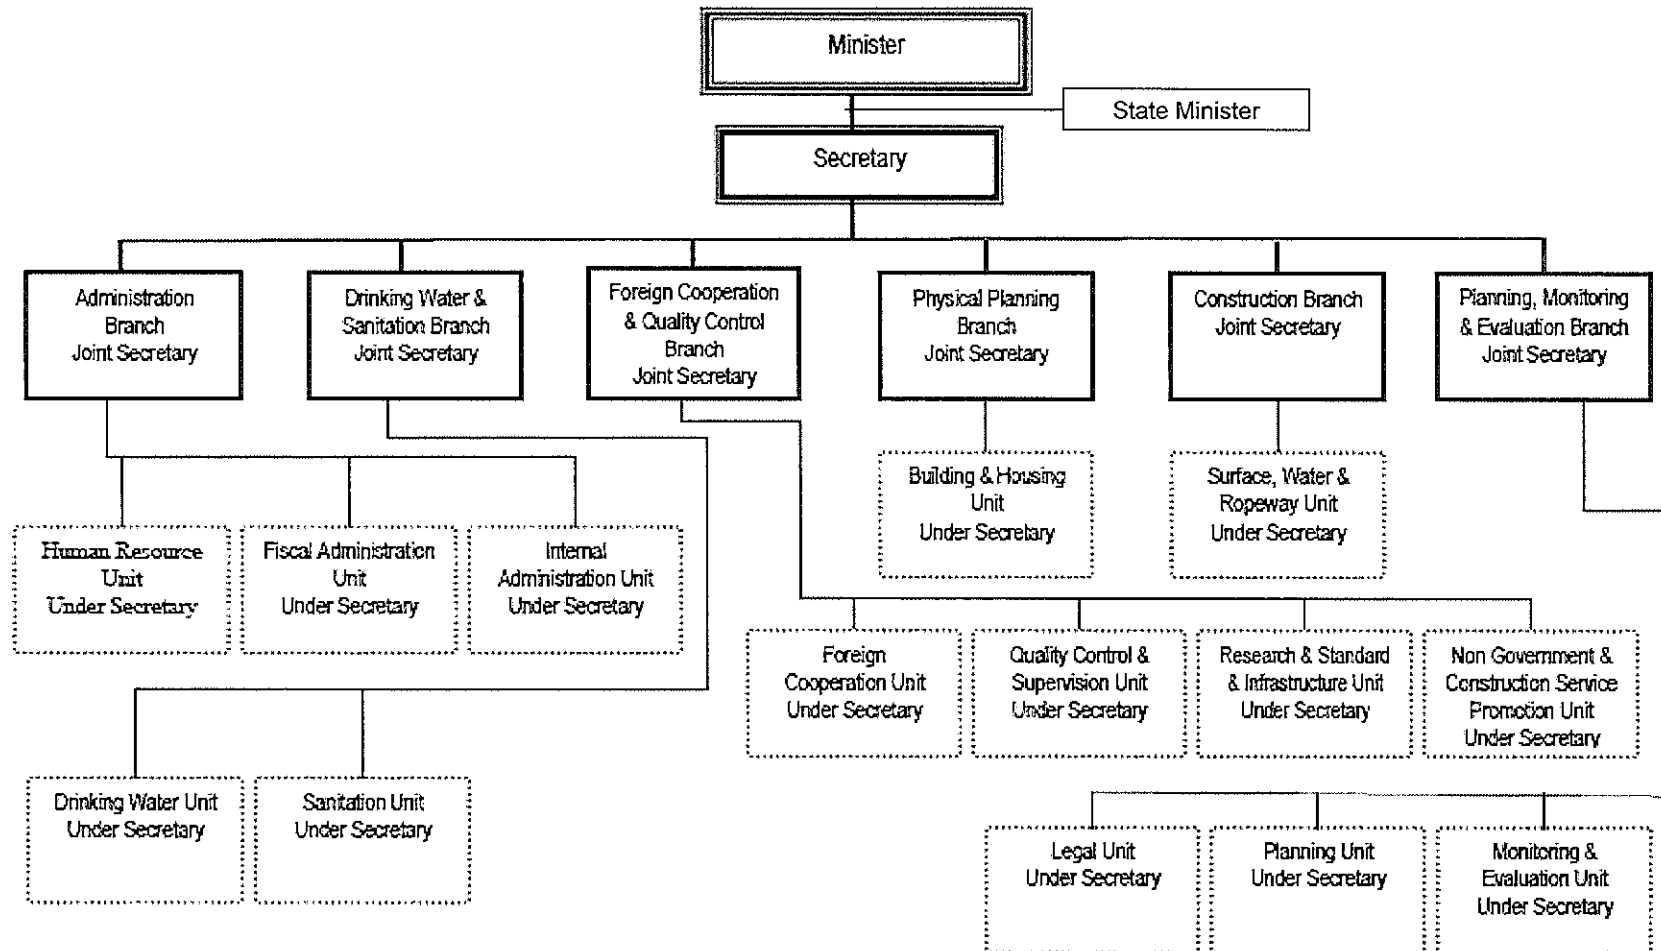 Minister
State Minister
Secretary
Administration
Branch
Joint Secretary
Drinking Water &
Sanitation Branch
Joint Secretary
Foreign Cooperation
& Quality Control
Branch
Joint Secretary
Physical Planning
Branch
Joint Secretary
Construction Branch
Joint Secretary
Planning, Monitoring
& Evaluation Branch
Joint Secretary
Building & Housing
Unit
Under Secretary
Surface, Water &
Ropeway Unit
Under Secretary
Human Resource
Unit
Under Secretary
Fiscal Administration
Unit
Under Secretary
Internal
Administration Unit
Under Secretary
Foreign
Cooperation Unit
Under Secretary
Quality Control &
Supervision Unit
Under Secretary
Research & Standard
& Infrastructure Unit
Under Secretary
Non Government &
Construction Service
Promotion Unit
Under Secretary
Drinking Water Unit
Under Secretary
Sanitation Unit
Under Secretary
Legal Unit
Under Secretary
Planning Unit
Under Secretary
Monitoring &
Evaluation Unit
Under Secretary